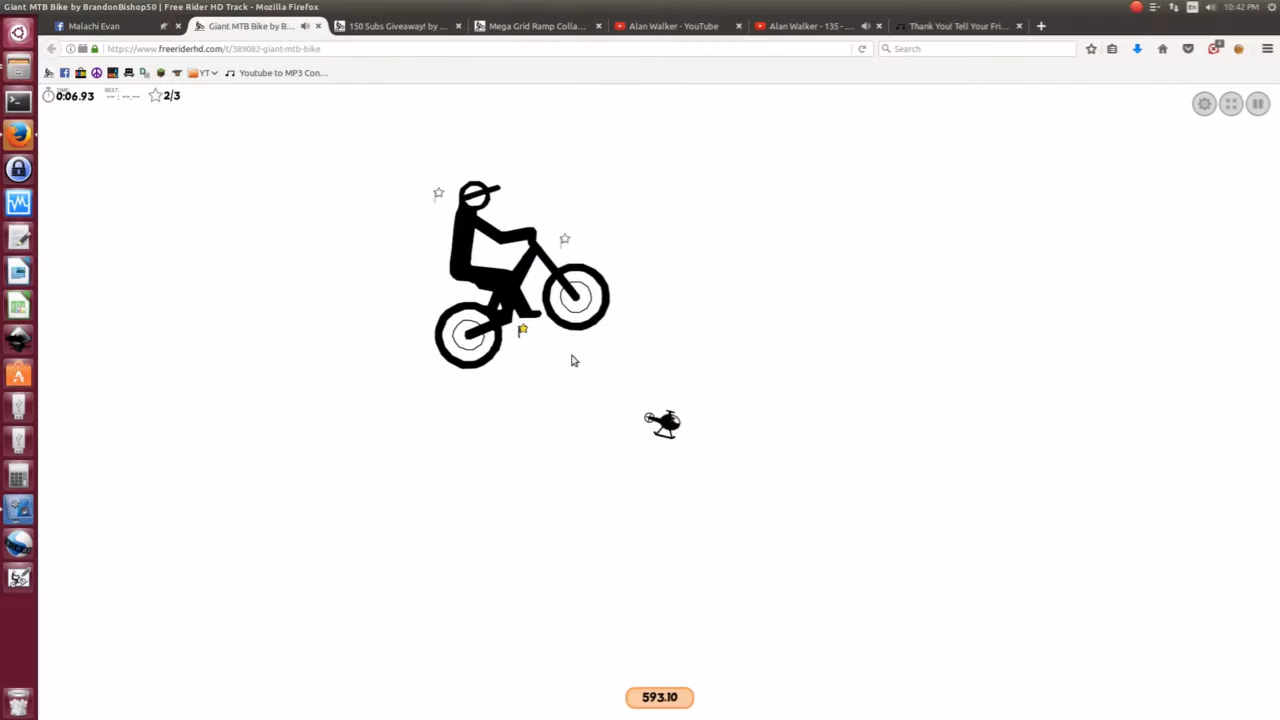 Giant MTB Bike by BrandonBishop50 | Free Rider HD Track - Mozilla Firefox
En
10:42 PM
Malachi Evan
Giant MTB Bike by B...
150 Subs Giveaway! by ...
Mega Grid Ramp Colla...
Alan Walker - YouTube
Alan Walker - 135 - ...
Thank You! Tell Your Fri...
https://www.freeriderhd.com/t/389082-giant-mtb-bike
Search
YT
Youtube to MP3 Con...
TIME:
0:06.93
BEST:
-- : --.--
2/3
593.10